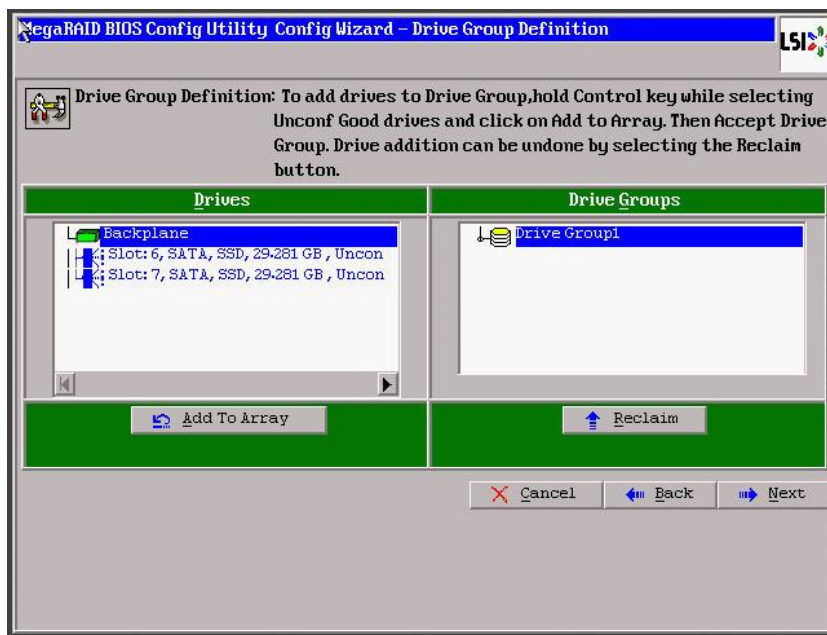 MegaRAID BIOS Config Utility Config Wizard – Drive Group Definition
LSI
Drive Group Definition: To add drives to Drive Group,hold Control key while selecting
Unconf Good drives and click on Add to Array. Then Accept Drive
Group. Drive addition can be undone by selecting the Reclaim
button.
Drives
Drive Groups
Backplane
Slot: 6, SATA, SSD, 29.281 GB, Uncon
Slot: 7, SATA, SSD, 29.281 GB, Uncon
Drive Group1
Add To Array
Reclaim
Cancel
Back
Next